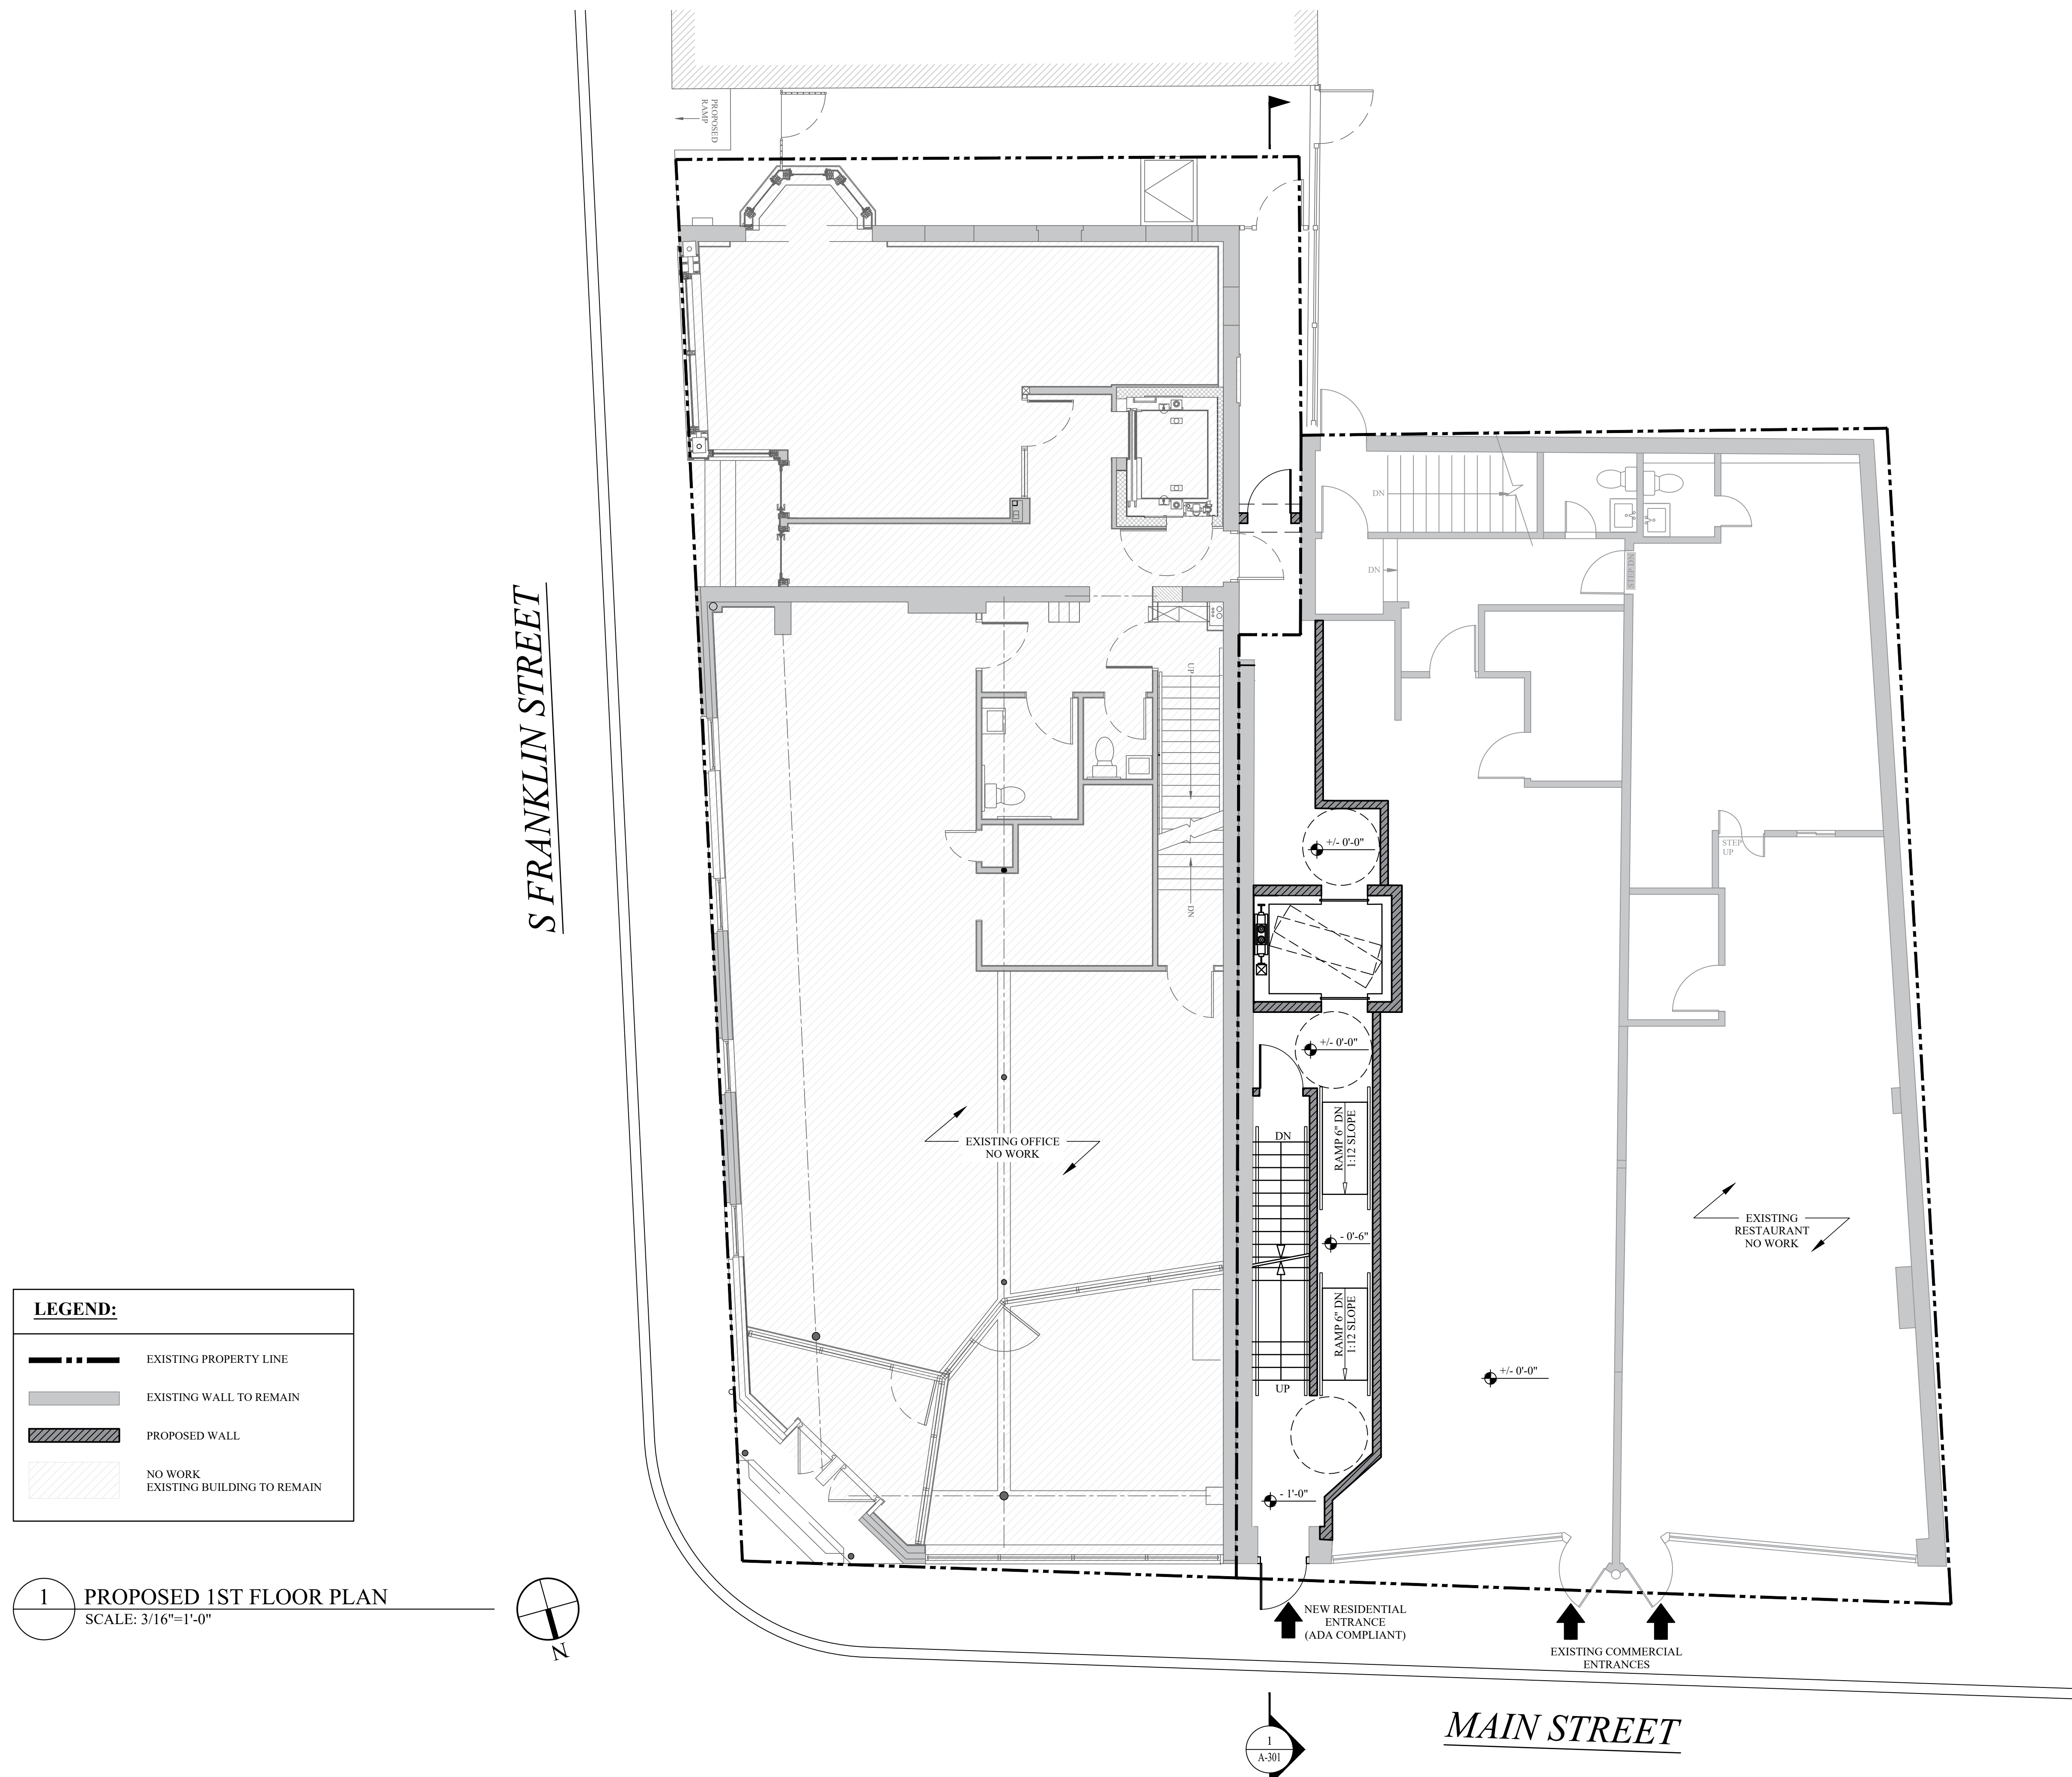 PROPOSED
RAMP
DN
DN
STEP DN
UP
+/- 0'-0"
STEP
UP
DN
+/- 0'-0"
S FRANKLIN STREET
RAMP 6" DN
1:12 SLOPE
DN
EXISTING OFFICE
NO WORK
- 0'-6"
EXISTING
RESTAURANT
NO WORK
RAMP 6" DN
1:12 SLOPE
+/- 0'-0"
UP
- 1'-0"
LEGEND:
EXISTING PROPERTY LINE
EXISTING WALL TO REMAIN
PROPOSED WALL
NO WORK
EXISTING BUILDING TO REMAIN
1
PROPOSED 1ST FLOOR PLAN
SCALE: 3/16"=1'-0"
N
NEW RESIDENTIAL
ENTRANCE
(ADA COMPLIANT)
EXISTING COMMERCIAL
ENTRANCES
1
A-301
MAIN STREET